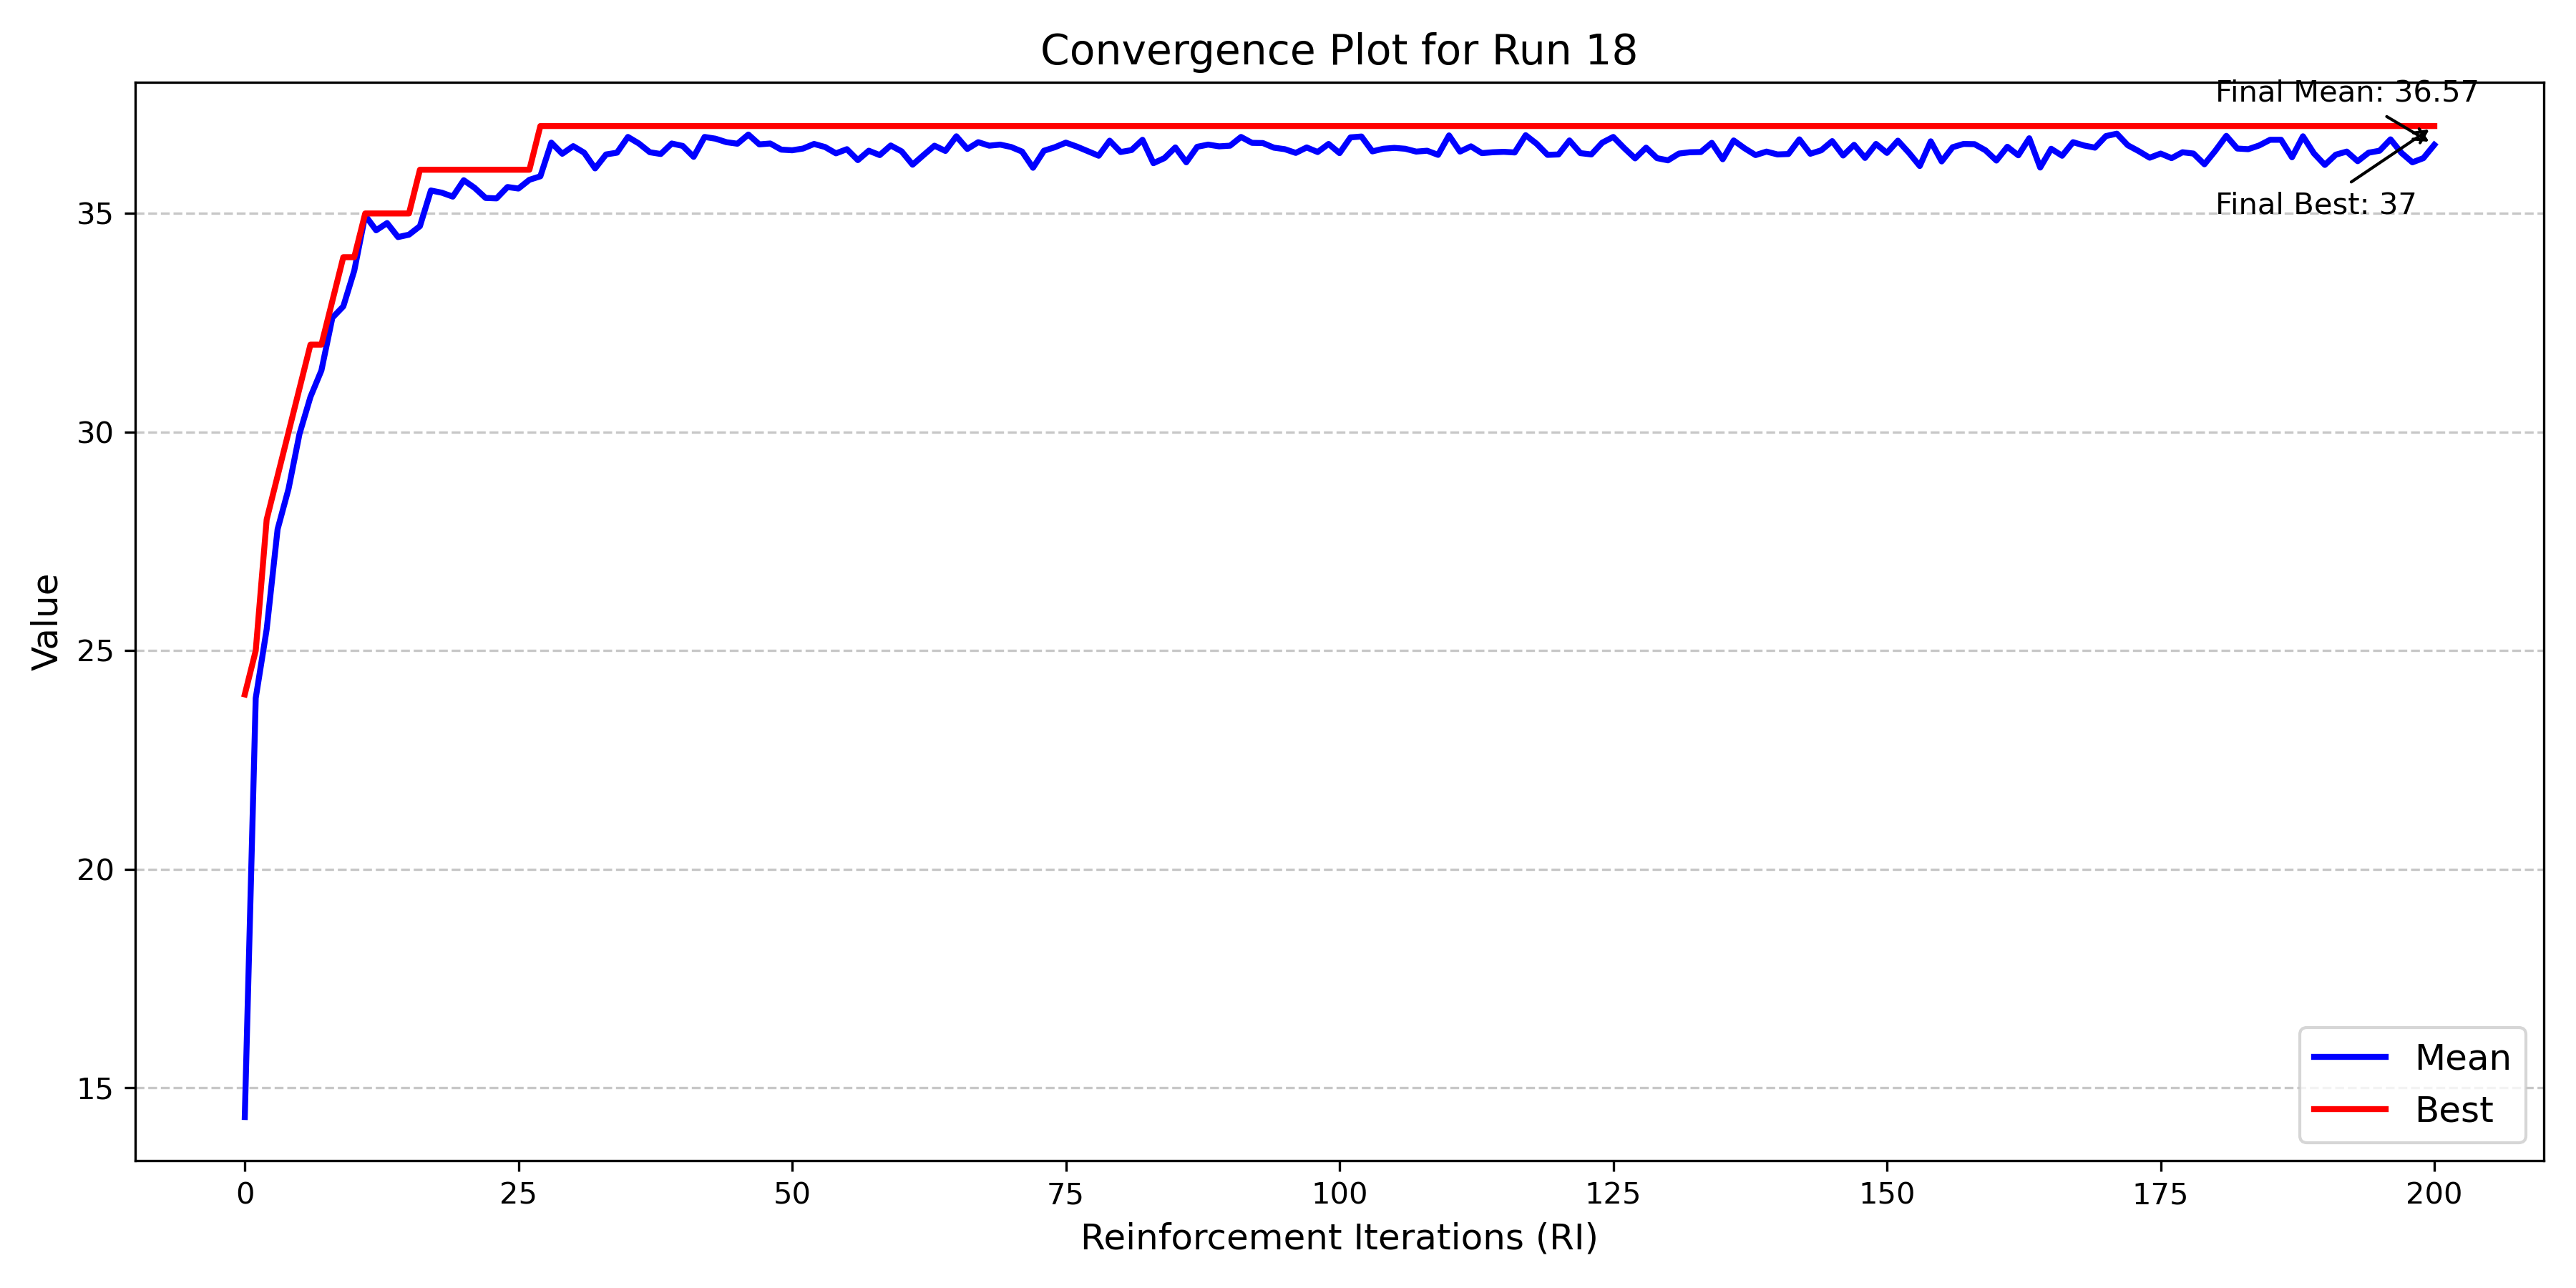 Convergence Plot for Run 18
Final Mean: 36.57
Final Best: 37
Value
35
30
25
20
15
0 25 50 75 100 125 150 175 200
Reinforcement Iterations (RI)
Mean
Best